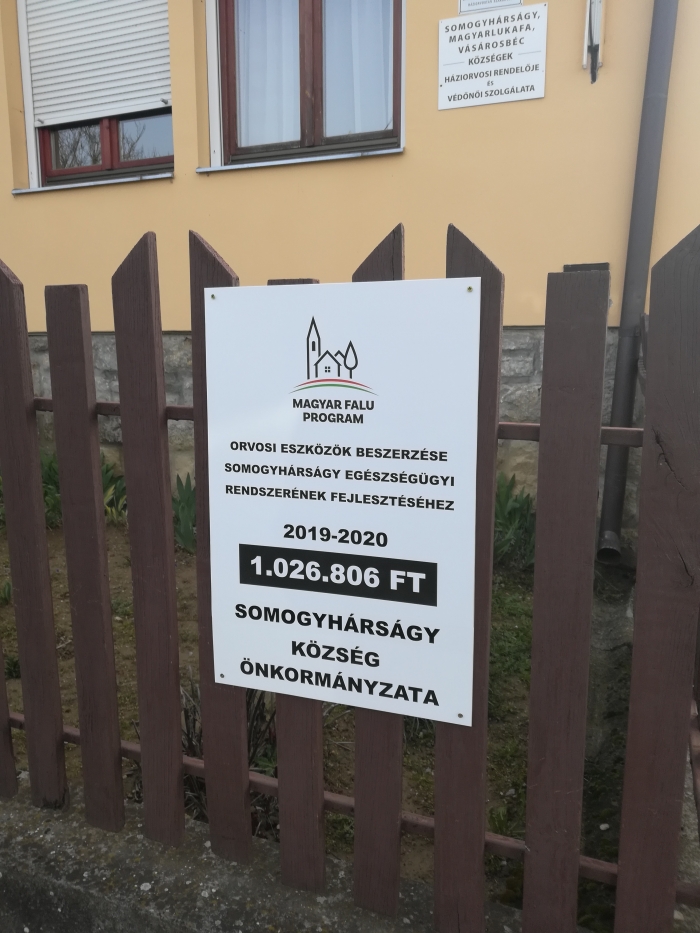 SOMOGYHÁRSÁGY,
MAGYARLUKAFA,
VÁSÁROSBÉC
KÖZSÉGEK
HÁZIORVOSI RENDELŐJE
ÉS
VÉDŐNŐI SZOLGÁLATA
MAGYAR FALU
PROGRAM
ORVOSI ESZKÖZÖK BESZERZÉSE
SOMOGYHÁRSÁGY EGÉSZSÉGÜGYI
RENDSZERÉNEK FEJLESZTÉSÉHEZ
2019-2020
1.026.806 FT
SOMOGYHÁRSÁGY
KÖZSÉG
ÖNKORMÁNYZATA